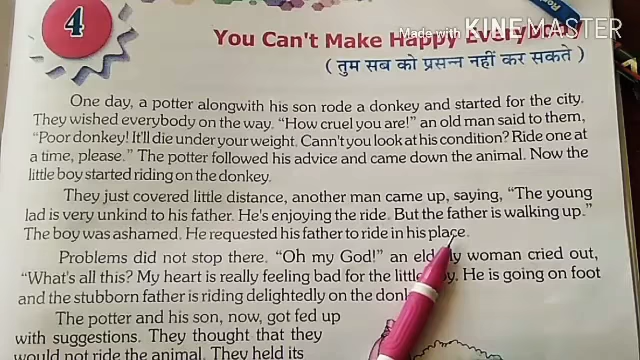 4
Made with KINEMASTER
You Can't Make Happy Every
( तुम सब को प्रसन्न नहीं कर सकते )
One day, a potter alongwith his son rode a donkey and started for the city.
They wished everybody on the way. "How cruel you are!" an old man said to them,
"Poor donkey! It'll die under your weight. Cann't you look at his condition? Ride one at
a time, please." The potter followed his advice and came down the animal. Now the
little boy started riding on the donkey.
They just covered little distance, another man came up, saying, "The young
lad is very unkind to his father. He's enjoying the ride. But the father is walking up."
The boy was ashamed. He requested his father to ride in his place.
Problems did not stop there. "Oh my God!" an elderly woman cried out,
"What's all this? My heart is really feeling bad for the little boy. He is going on foot
and the stubborn father is riding delightedly on the donk
The potter and his son, now, got fed up
with suggestions. They thought that they
would not ride the animal. They held its